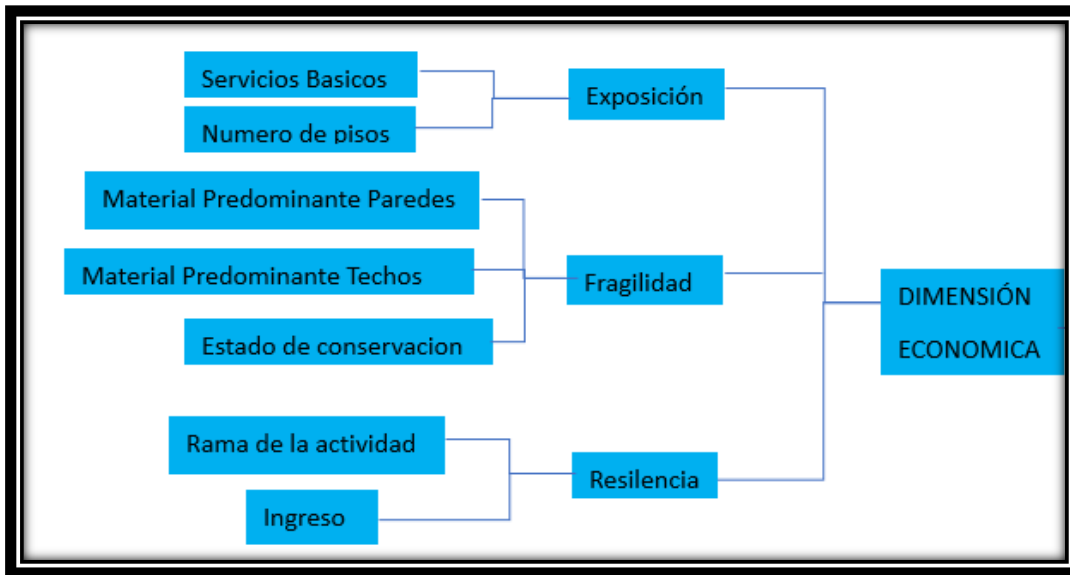 Servicios Basicos
Numero de pisos
Exposición
Material Predominante Paredes
Material Predominante Techos
Estado de conservacion
Fragilidad
Rama de la actividad
Ingreso
Resilencia
DIMENSIÓN
ECONOMICA